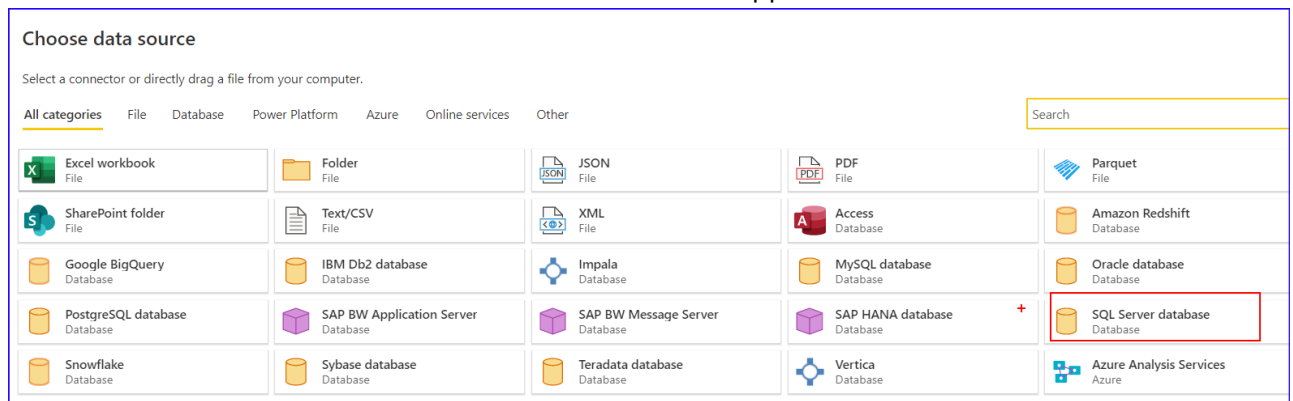 Choose data source
Select a connector or directly drag a file from your computer.
All categories File Database Power Platform Azure Online services Other Search
Excel workbook
File
Folder
File
JSON
JSON
File
PDF
PDF
File
Parquet
File
SharePoint folder
File
Text/CSV
File
XML
File
Access
Database
Amazon Redshift
Database
Google BigQuery
Database
IBM Db2 database
Database
Impala
Database
MySQL database
Database
Oracle database
Database
PostgreSQL database
Database
SAP BW Application Server
Database
SAP BW Message Server
Database
SAP HANA database
Database
+
SQL Server database
Database
Snowflake
Database
Sybase database
Database
Teradata database
Database
Vertica
Database
Azure Analysis Services
Azure